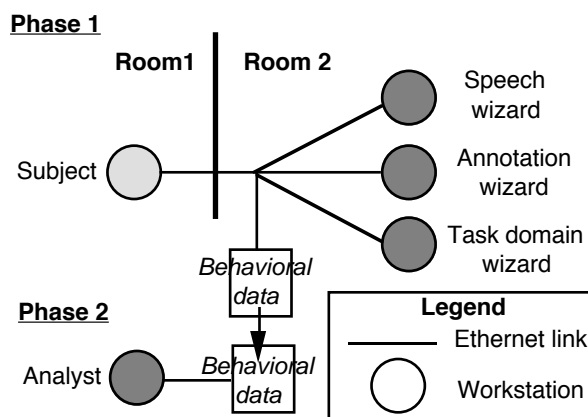 Phase 1
Room1
Room 2
Speech
wizard
Subject
Annotation
wizard
Task domain
wizard
Behavioral
data
Phase 2
Analyst
Behavioral
data
Legend
Ethernet link
Workstation